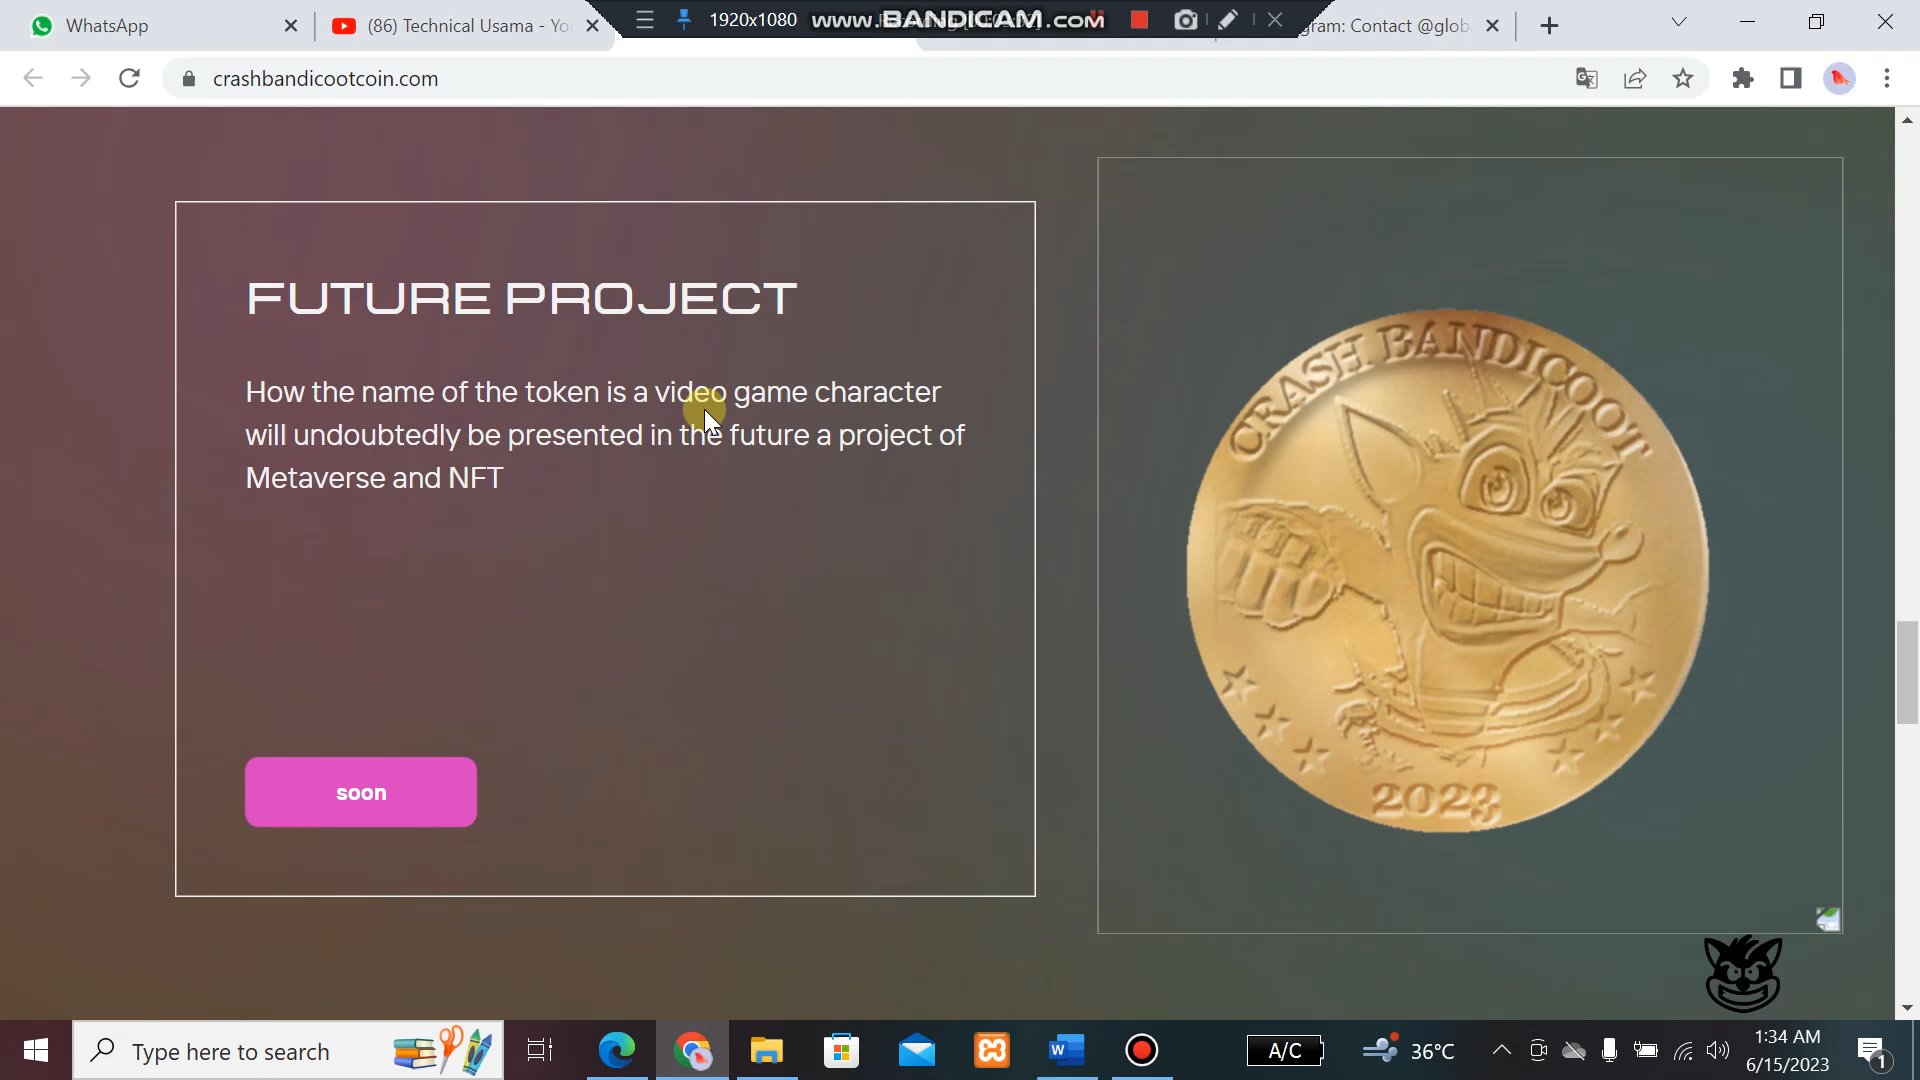 WhatsApp
(86) Technical Usama - Yo
1920x1080
www.BANDICAM.com
gram: Contact @glob
crashbandicootcoin.com
FUTURE PROJECT
How the name of the token is a video game character
will undoubtedly be presented in the future a project of
Metaverse and NFT
soon
CRASH BANDICOOT
2023
Type here to search
A/C
36°C
1:34 AM
6/15/2023
1